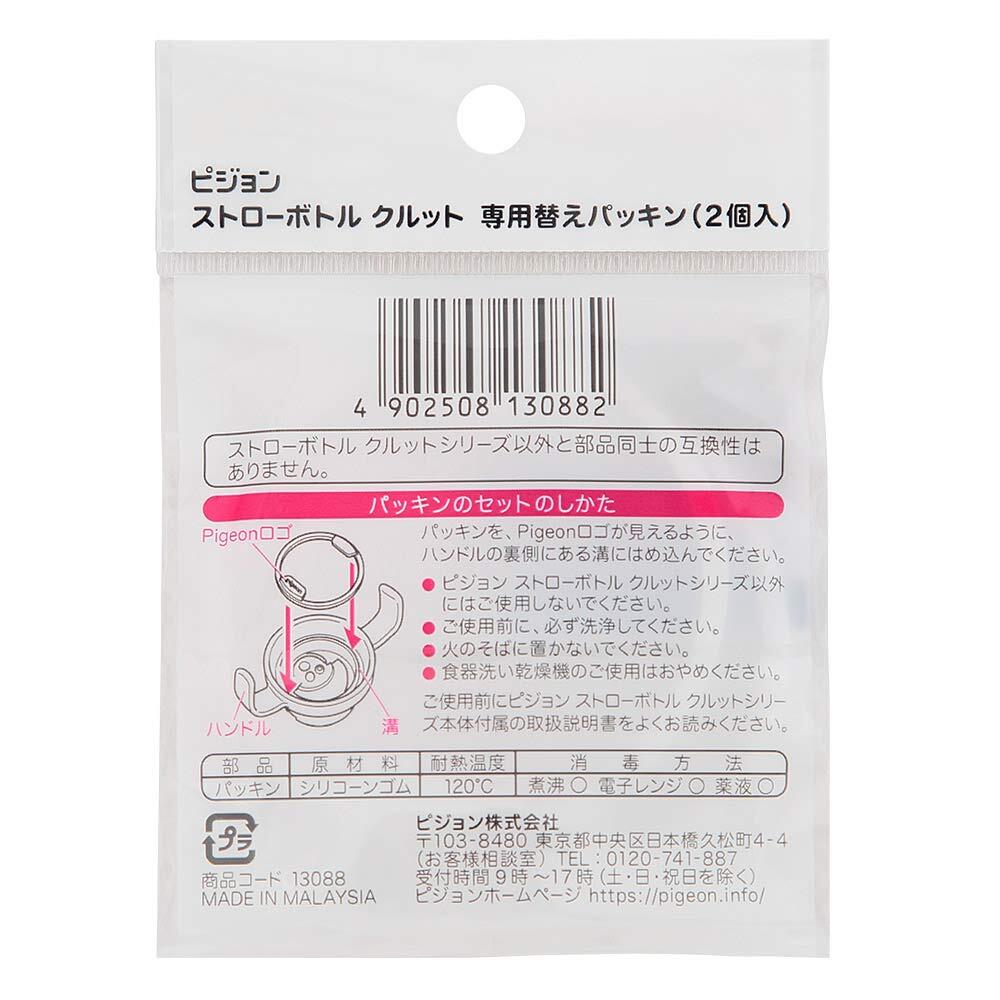 ピジョン
ストローボトル クルット 専用替えパッキン(2個入)
4 902508 130882
ストローボトル クルットシリーズ以外と部品同士の互換性は
ありません。
パッキンのセットのしかた
Pigeonロゴ
pigeon
ハンドル
溝
パッキンを、Pigeonロゴが見えるように、
ハンドルの裏側にある溝にはめ込んでください。
●ピジョン ストローボトル クルットシリーズ以外
にはご使用しないでください。
●ご使用前に、必ず洗浄してください。
●火のそばに置かないでください。
●食器洗い乾燥機のご使用はおやめください。
ご使用前にピジョン ストローボトル クルットシリー
ズ本体付属の取扱説明書をよくお読みください。
部品 原材料 耐熱温度 消毒方法
パッキン シリコーンゴム 120℃ 煮沸○ 電子レンジ○ 薬液○
プラ
商品コード 13088
MADE IN MALAYSIA
ピジョン株式会社
〒103-8480 東京都中央区日本橋久松町4-4
(お客様相談室) TEL:0120-741-887
受付時間9時~17時(土・日・祝日を除く)
ピジョンホームページ https://pigeon.info/